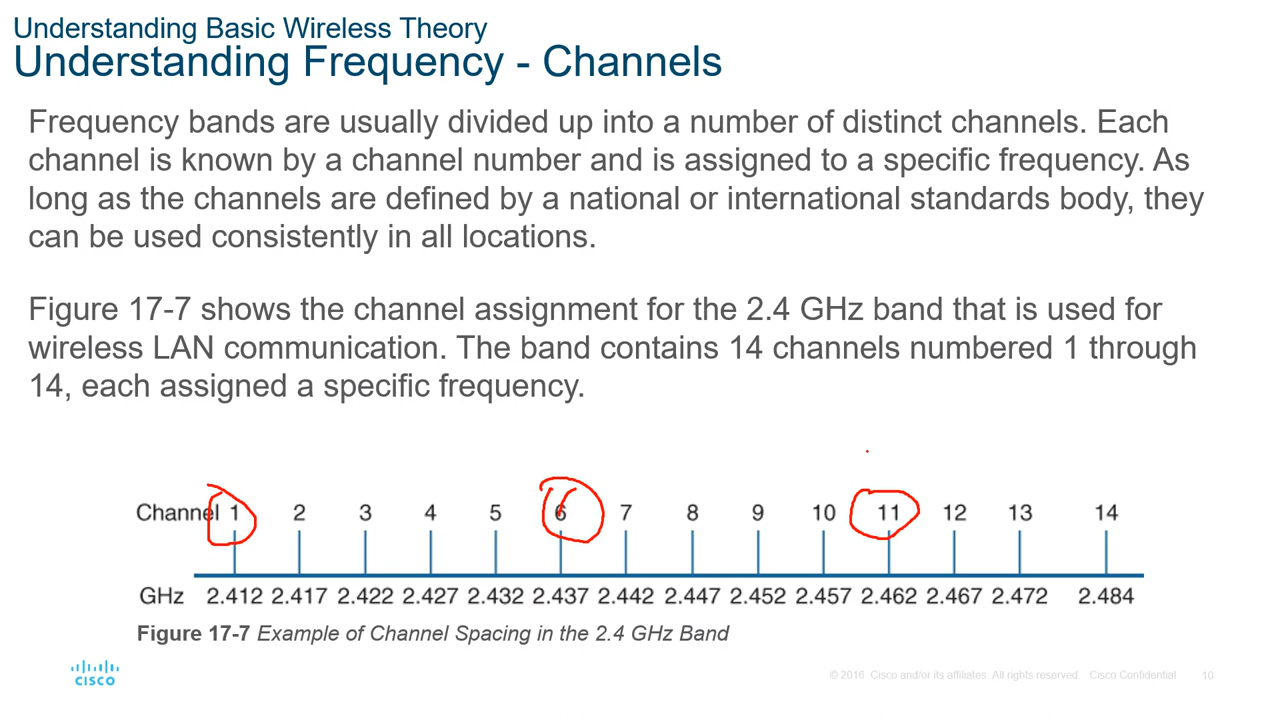 Understanding Basic Wireless Theory
Understanding Frequency - Channels
Frequency bands are usually divided up into a number of distinct channels. Each
channel is known by a channel number and is assigned to a specific frequency. As
long as the channels are defined by a national or international standards body, they
can be used consistently in all locations.
Figure 17-7 shows the channel assignment for the 2.4 GHz band that is used for
wireless LAN communication. The band contains 14 channels numbered 1 through
14, each assigned a specific frequency.
Channel 1 2 3 4 5 6 7 8 9 10 11 12 13 14
GHz 2.412 2.417 2.422 2.427 2.432 2.437 2.442 2.447 2.452 2.457 2.462 2.467 2.472 2.484
Figure 17-7 Example of Channel Spacing in the 2.4 GHz Band
CISCO
© 2016 Cisco and/or its affiliates. All rights reserved. Cisco Confidential 10